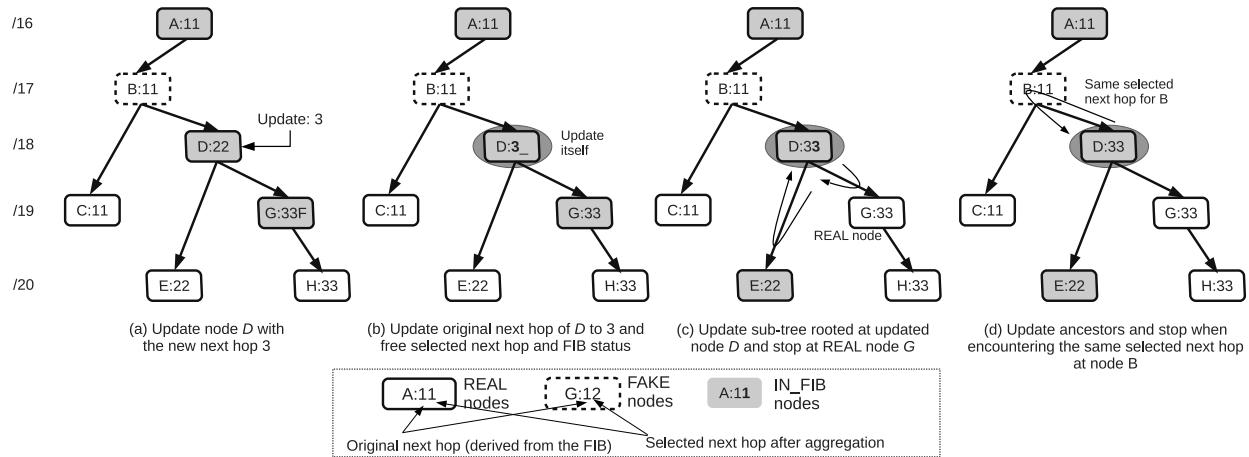 /16
/17
/18
/19
/20
A:11
B:11
D:22
Update: 3
C:11
G:33F
E:22
H:33
(a) Update node D with
the new next hop 3
A:11
B:11
D:3_
Update
itself
C:11
G:33
E:22
H:33
(b) Update original next hop of D to 3 and
free selected next hop and FIB status
A:11
B:11
D:33
C:11
G:33
REAL node
E:22
H:33
(c) Update sub-tree rooted at updated
node D and stop at REAL node G
A:11
B:11
Same selected
next hop for B
D:33
C:11
G:33
E:22
H:33
(d) Update ancestors and stop when
encountering the same selected next hop
at node B
A:11
REAL
nodes
G:12
FAKE
nodes
A:11
IN_FIB
nodes
Original next hop (derived from the FIB)
Selected next hop after aggregation